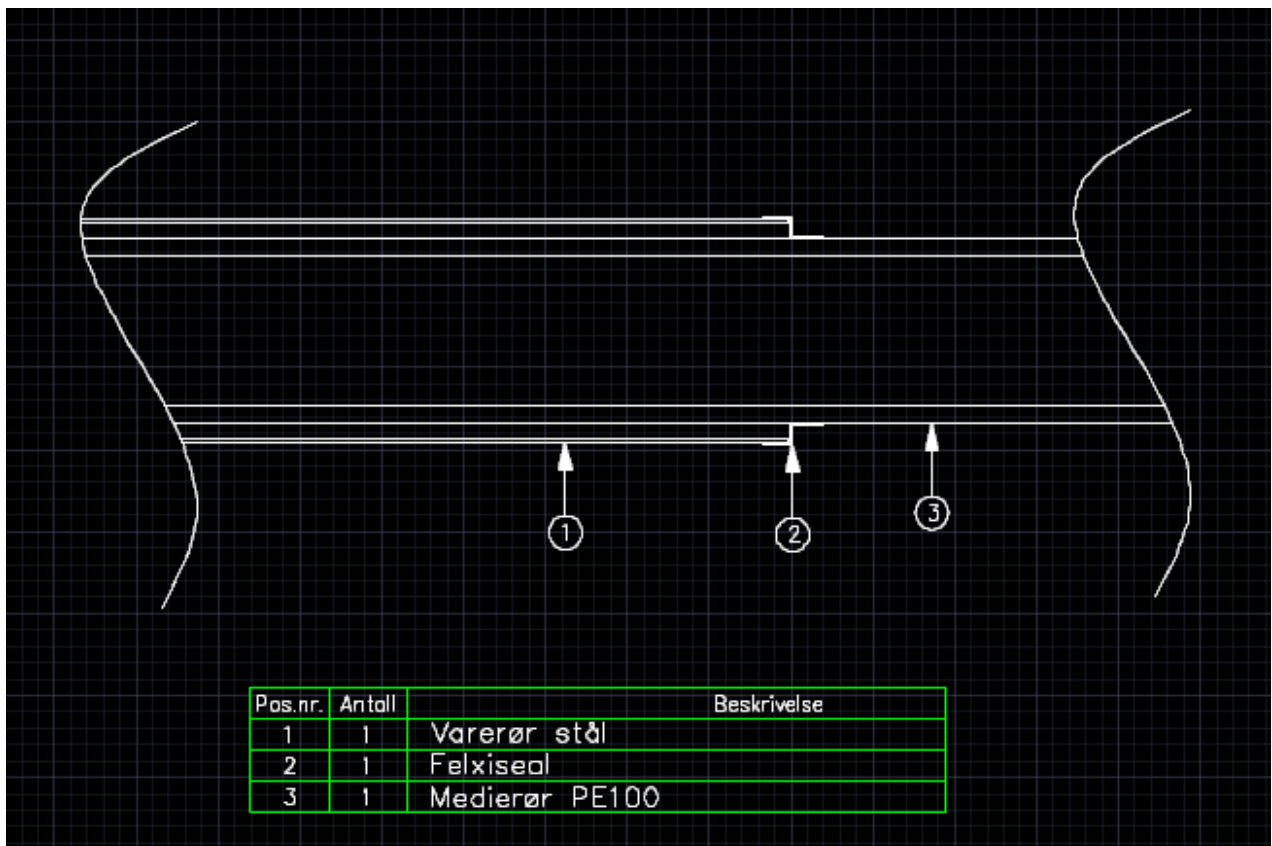 1
2
3
Pos.nr. Antall Beskrivelse
1 1 Varerør stål
2 1 Felxiseal
3 1 Medierør PE100